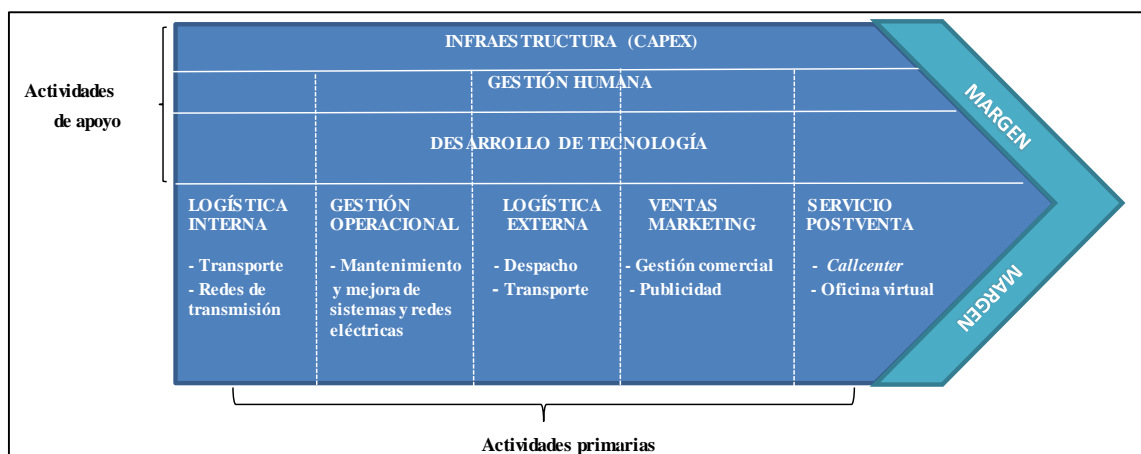 INFRAESTRUCTURA (CAPEX)
GESTIÓN HUMANA
DESARROLLO DE TECNOLOGÍA
Actividades
de apoyo
LOGÍSTICA
INTERNA
- Transporte
- Redes de
transmisión
GESTIÓN
OPERACIONAL
- Mantenimiento
y mejora de
sistemas y redes
eléctricas
LOGÍSTICA
EXTERNA
- Despacho
- Transporte
VENTAS
MARKETING
- Gestión comercial
- Publicidad
SERVICIO
POSTVENTA
- Callcenter
- Oficina virtual
MARGEN
MARGEN
Actividades primarias